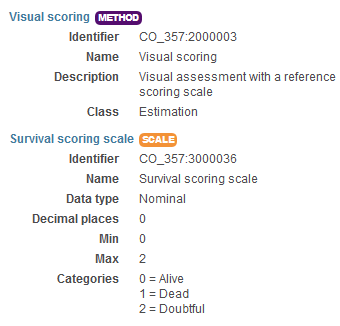 Visual scoring METHOD
Identifier CO_357:2000003
Name Visual scoring
Description Visual assessment with a reference
scoring scale
Class Estimation
Survival scoring scale SCALE
Identifier CO_357:3000036
Name Survival scoring scale
Data type Nominal
Decimal places 0
Min 0
Max 2
Categories 0 = Alive
1 = Dead
2 = Doubtful